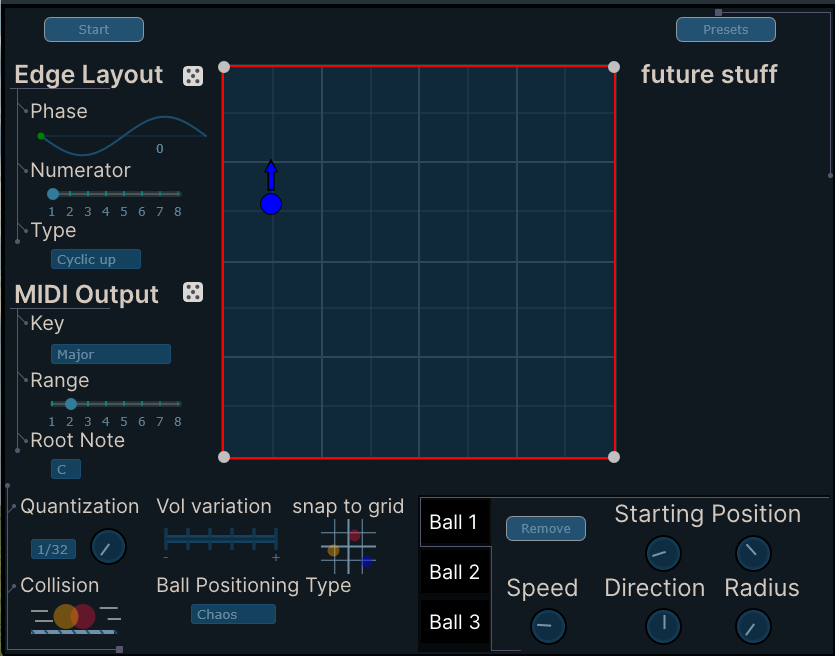 Start
Presets
Edge Layout
future stuff
Phase
0
Numerator
1 2 3 4 5 6 7 8
Type
Cyclic up
MIDI Output
Key
Major
Range
1 2 3 4 5 6 7 8
Root Note
C
Quantization
1/32
Vol variation
- +
snap to grid
Collision
Ball Positioning Type
Chaos
Ball 1
Ball 2
Ball 3
Remove
Starting Position
Speed
Direction
Radius